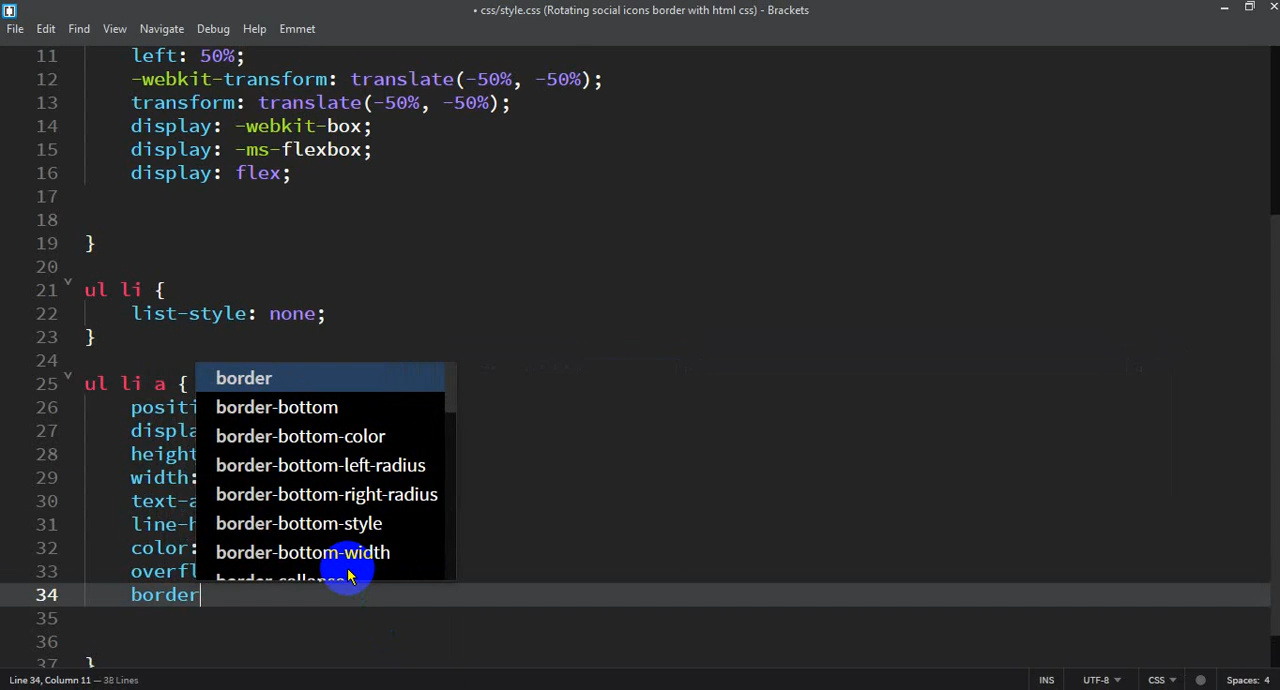 • css/style.css (Rotating social icons border with html css) - Brackets
File Edit Find View Navigate Debug Help Emmet
11 left: 50%;
12 -webkit-transform: translate(-50%, -50%);
13 transform: translate(-50%, -50%);
14 display: -webkit-box;
15 display: -ms-flexbox;
16 display: flex;
17
18
19 }
20
21 ul li {
22 list-style: none;
23 }
24
25 ul li a {
26 positi
27 displa
28 height
29 width:
30 text-a
31 line-h
32 color:
33 overfl
34 border
35
36
37 }
border
border-bottom
border-bottom-color
border-bottom-left-radius
border-bottom-right-radius
border-bottom-style
border-bottom-width
border-collapse
Line 34, Column 11 — 38 Lines INS UTF-8 CSS Spaces: 4